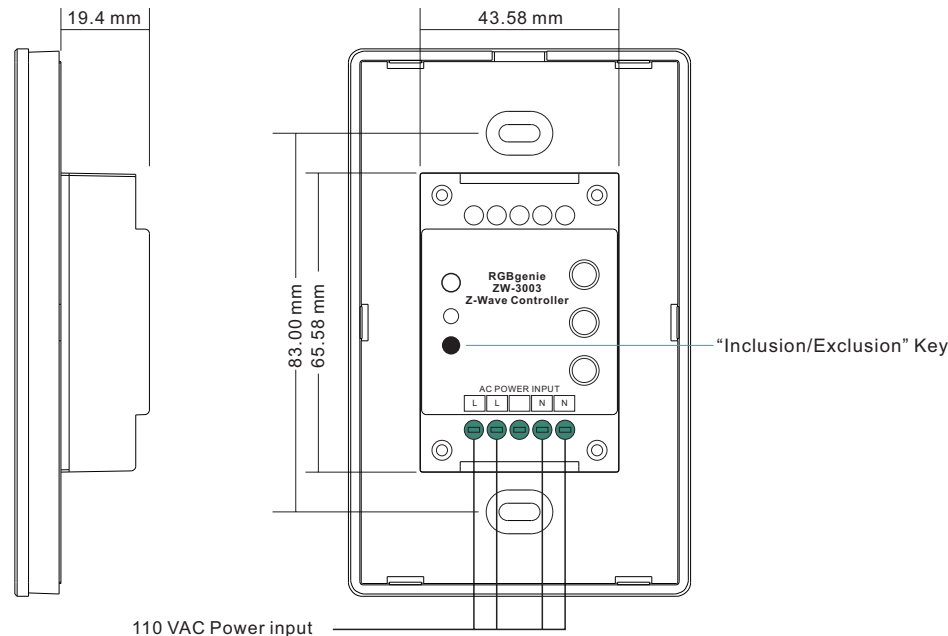 19.4 mm
43.58 mm
83.00 mm
65.58 mm
RGBgenie
ZW-3003
Z-Wave Controller
“Inclusion/Exclusion” Key
AC POWER INPUT
L L N N
110 VAC Power input